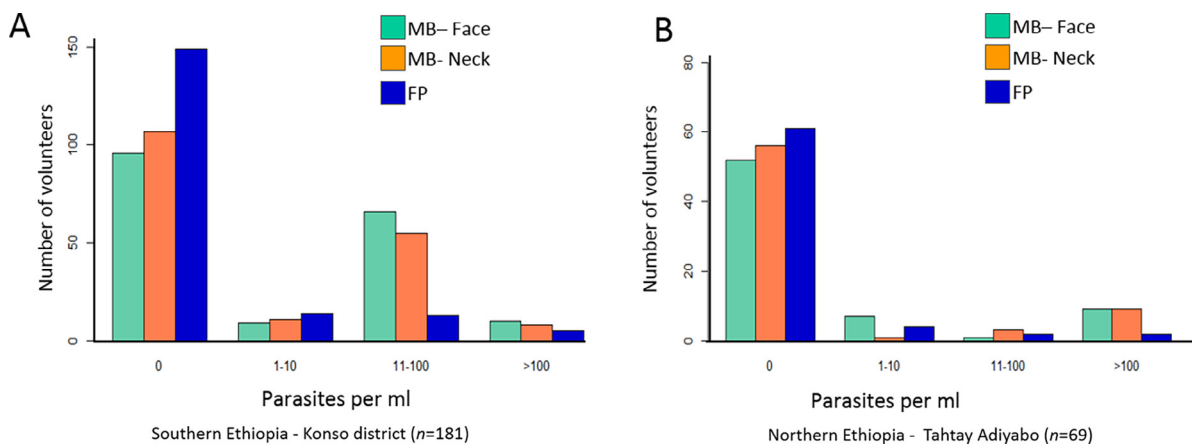 A
MB– Face
MB- Neck
FP
Number of volunteers
150
100
50
0
0
1-10
11-100
>100
Parasites per ml
Southern Ethiopia - Konso district (n=181)
B
MB– Face
MB- Neck
FP
Number of volunteers
80
60
40
20
0
0
1-10
11-100
>100
Parasites per ml
Northern Ethiopia - Tahtay Adiyabo (n=69)